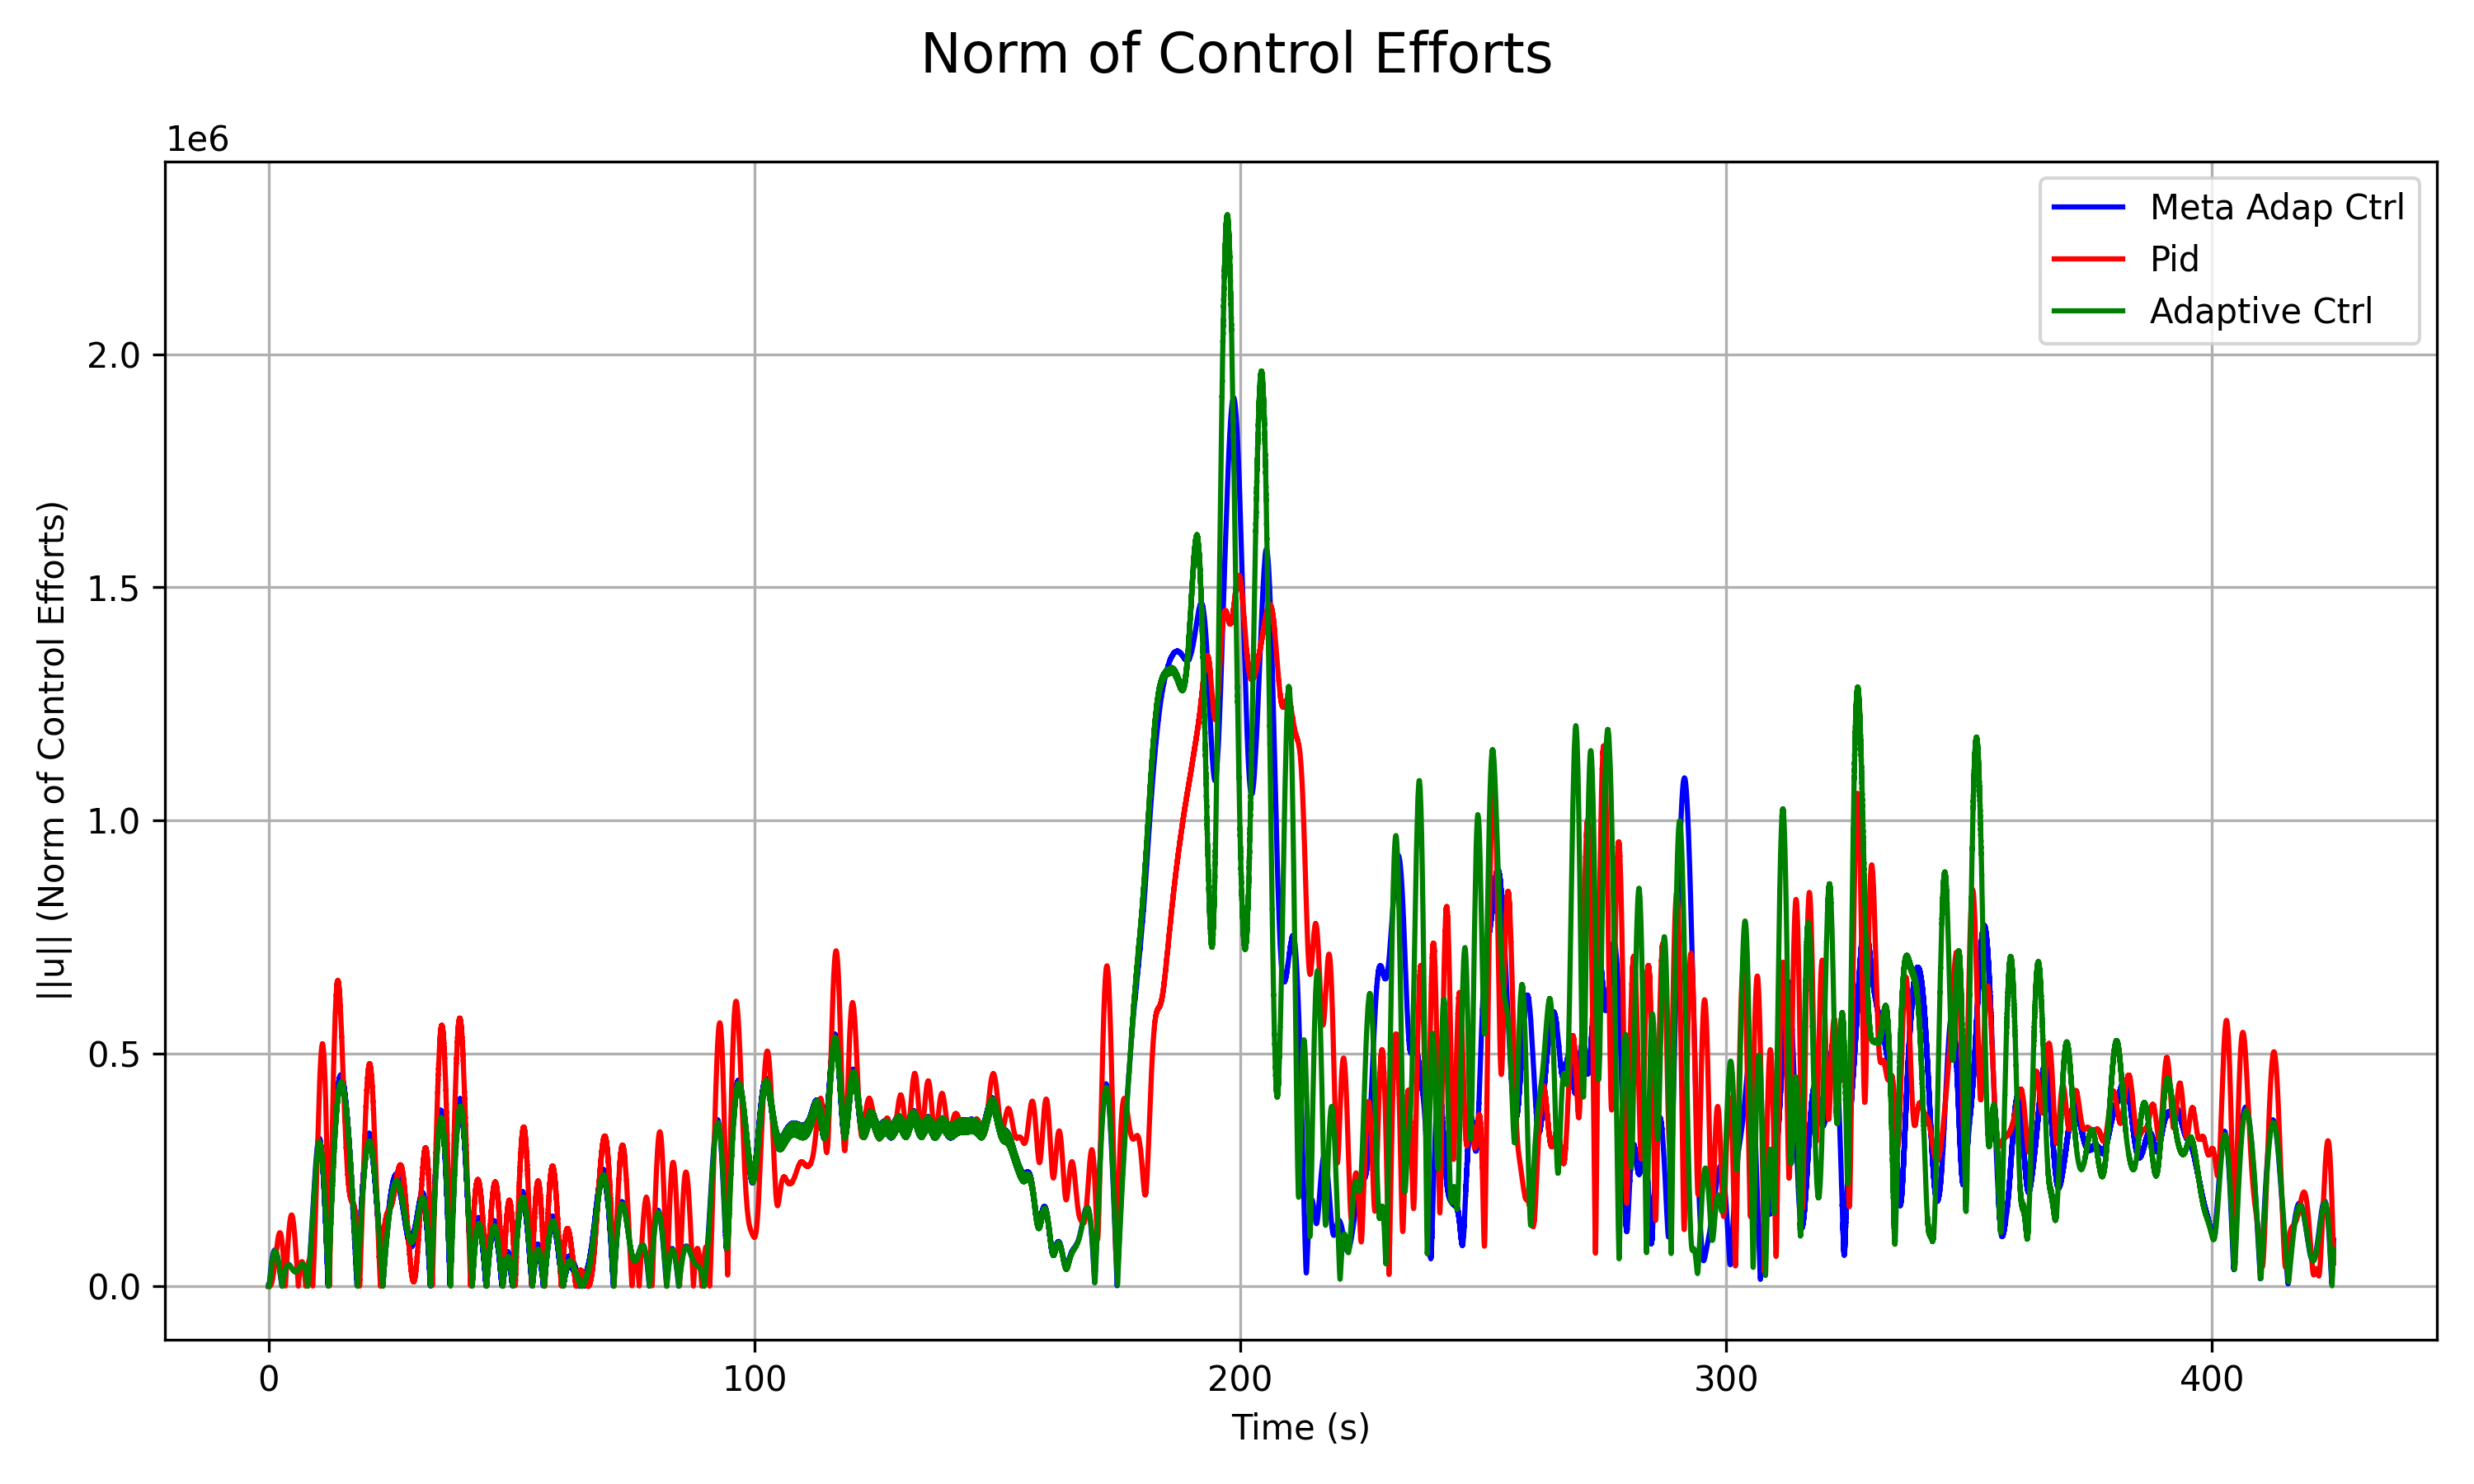 Norm of Control Efforts
1e6
Meta Adap Ctrl
Pid
Adaptive Ctrl
2.0
1.5
1.0
0.5
0.0
||u|| (Norm of Control Efforts)
0 100 200 300 400
Time (s)